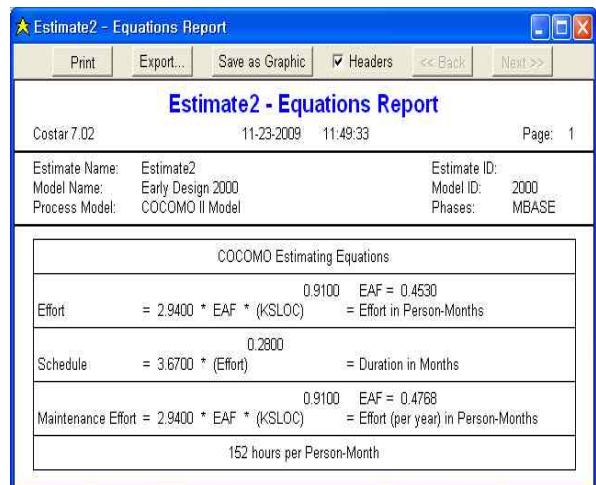 Estimate2 - Equations Report
Print Export... Save as Graphic Headers << Back Next >>
Estimate2 - Equations Report
Costar 7.02 11-23-2009 11:49:33 Page: 1
Estimate Name: Estimate2 Estimate ID:
Model Name: Early Design 2000 Model ID: 2000
Process Model: COCOMO II Model Phases: MBASE
COCOMO Estimating Equations
0.9100 EAF = 0.4530
Effort = 2.9400 * EAF * (KSLOC) = Effort in Person-Months
0.2800
Schedule = 3.6700 * (Effort) = Duration in Months
0.9100 EAF = 0.4768
Maintenance Effort = 2.9400 * EAF * (KSLOC) = Effort (per year) in Person-Months
152 hours per Person-Month